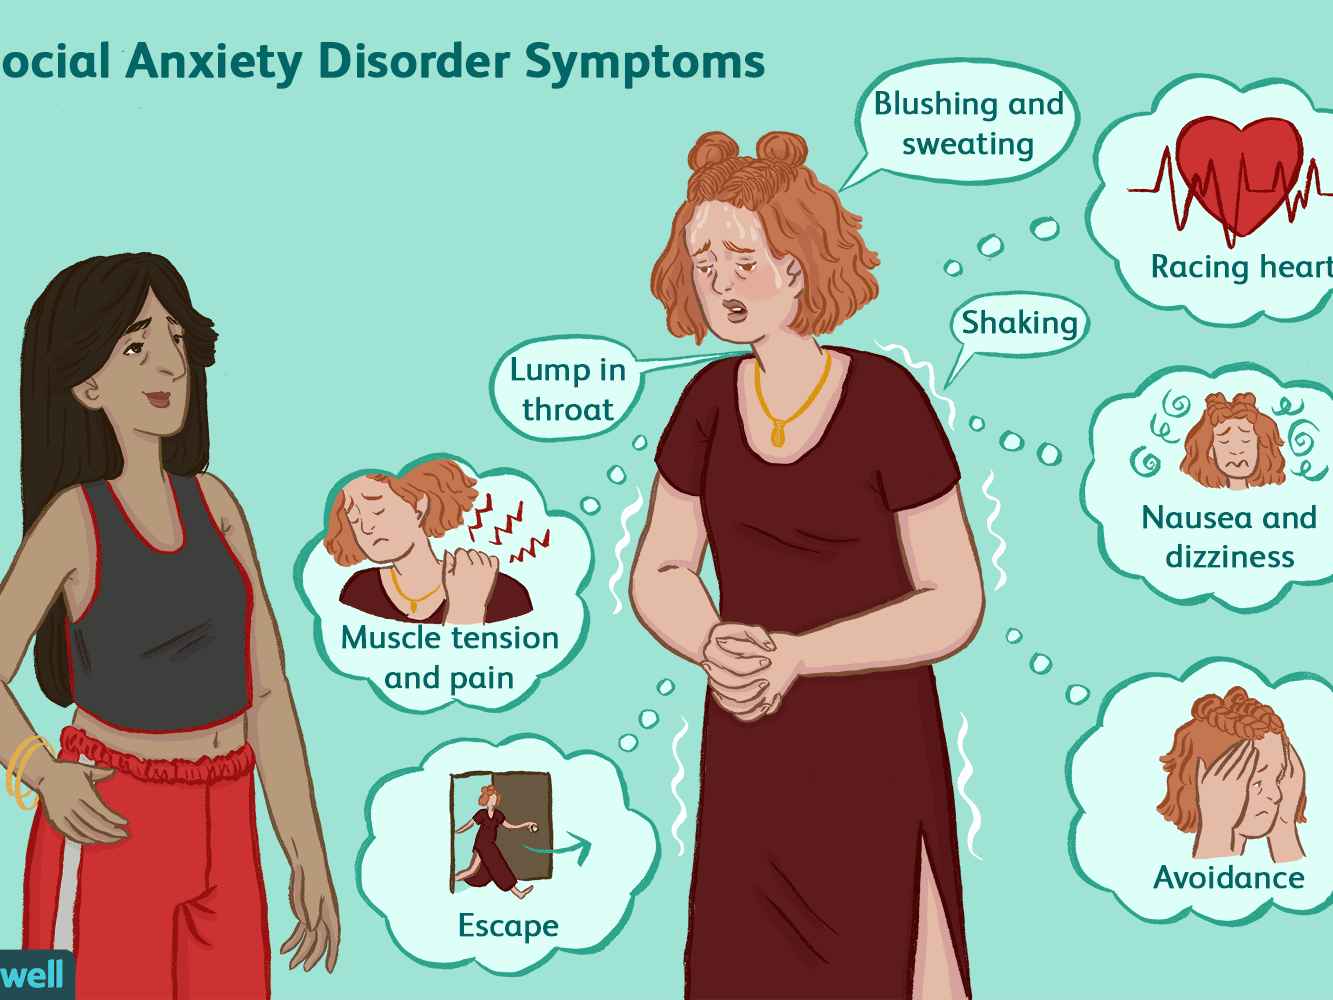 ocial Anxiety Disorder Symptoms
Blushing and
sweating
Racing heart
Shaking
Lump in
throat
Nausea and
dizziness
Muscle tension
and pain
Avoidance
Escape
well